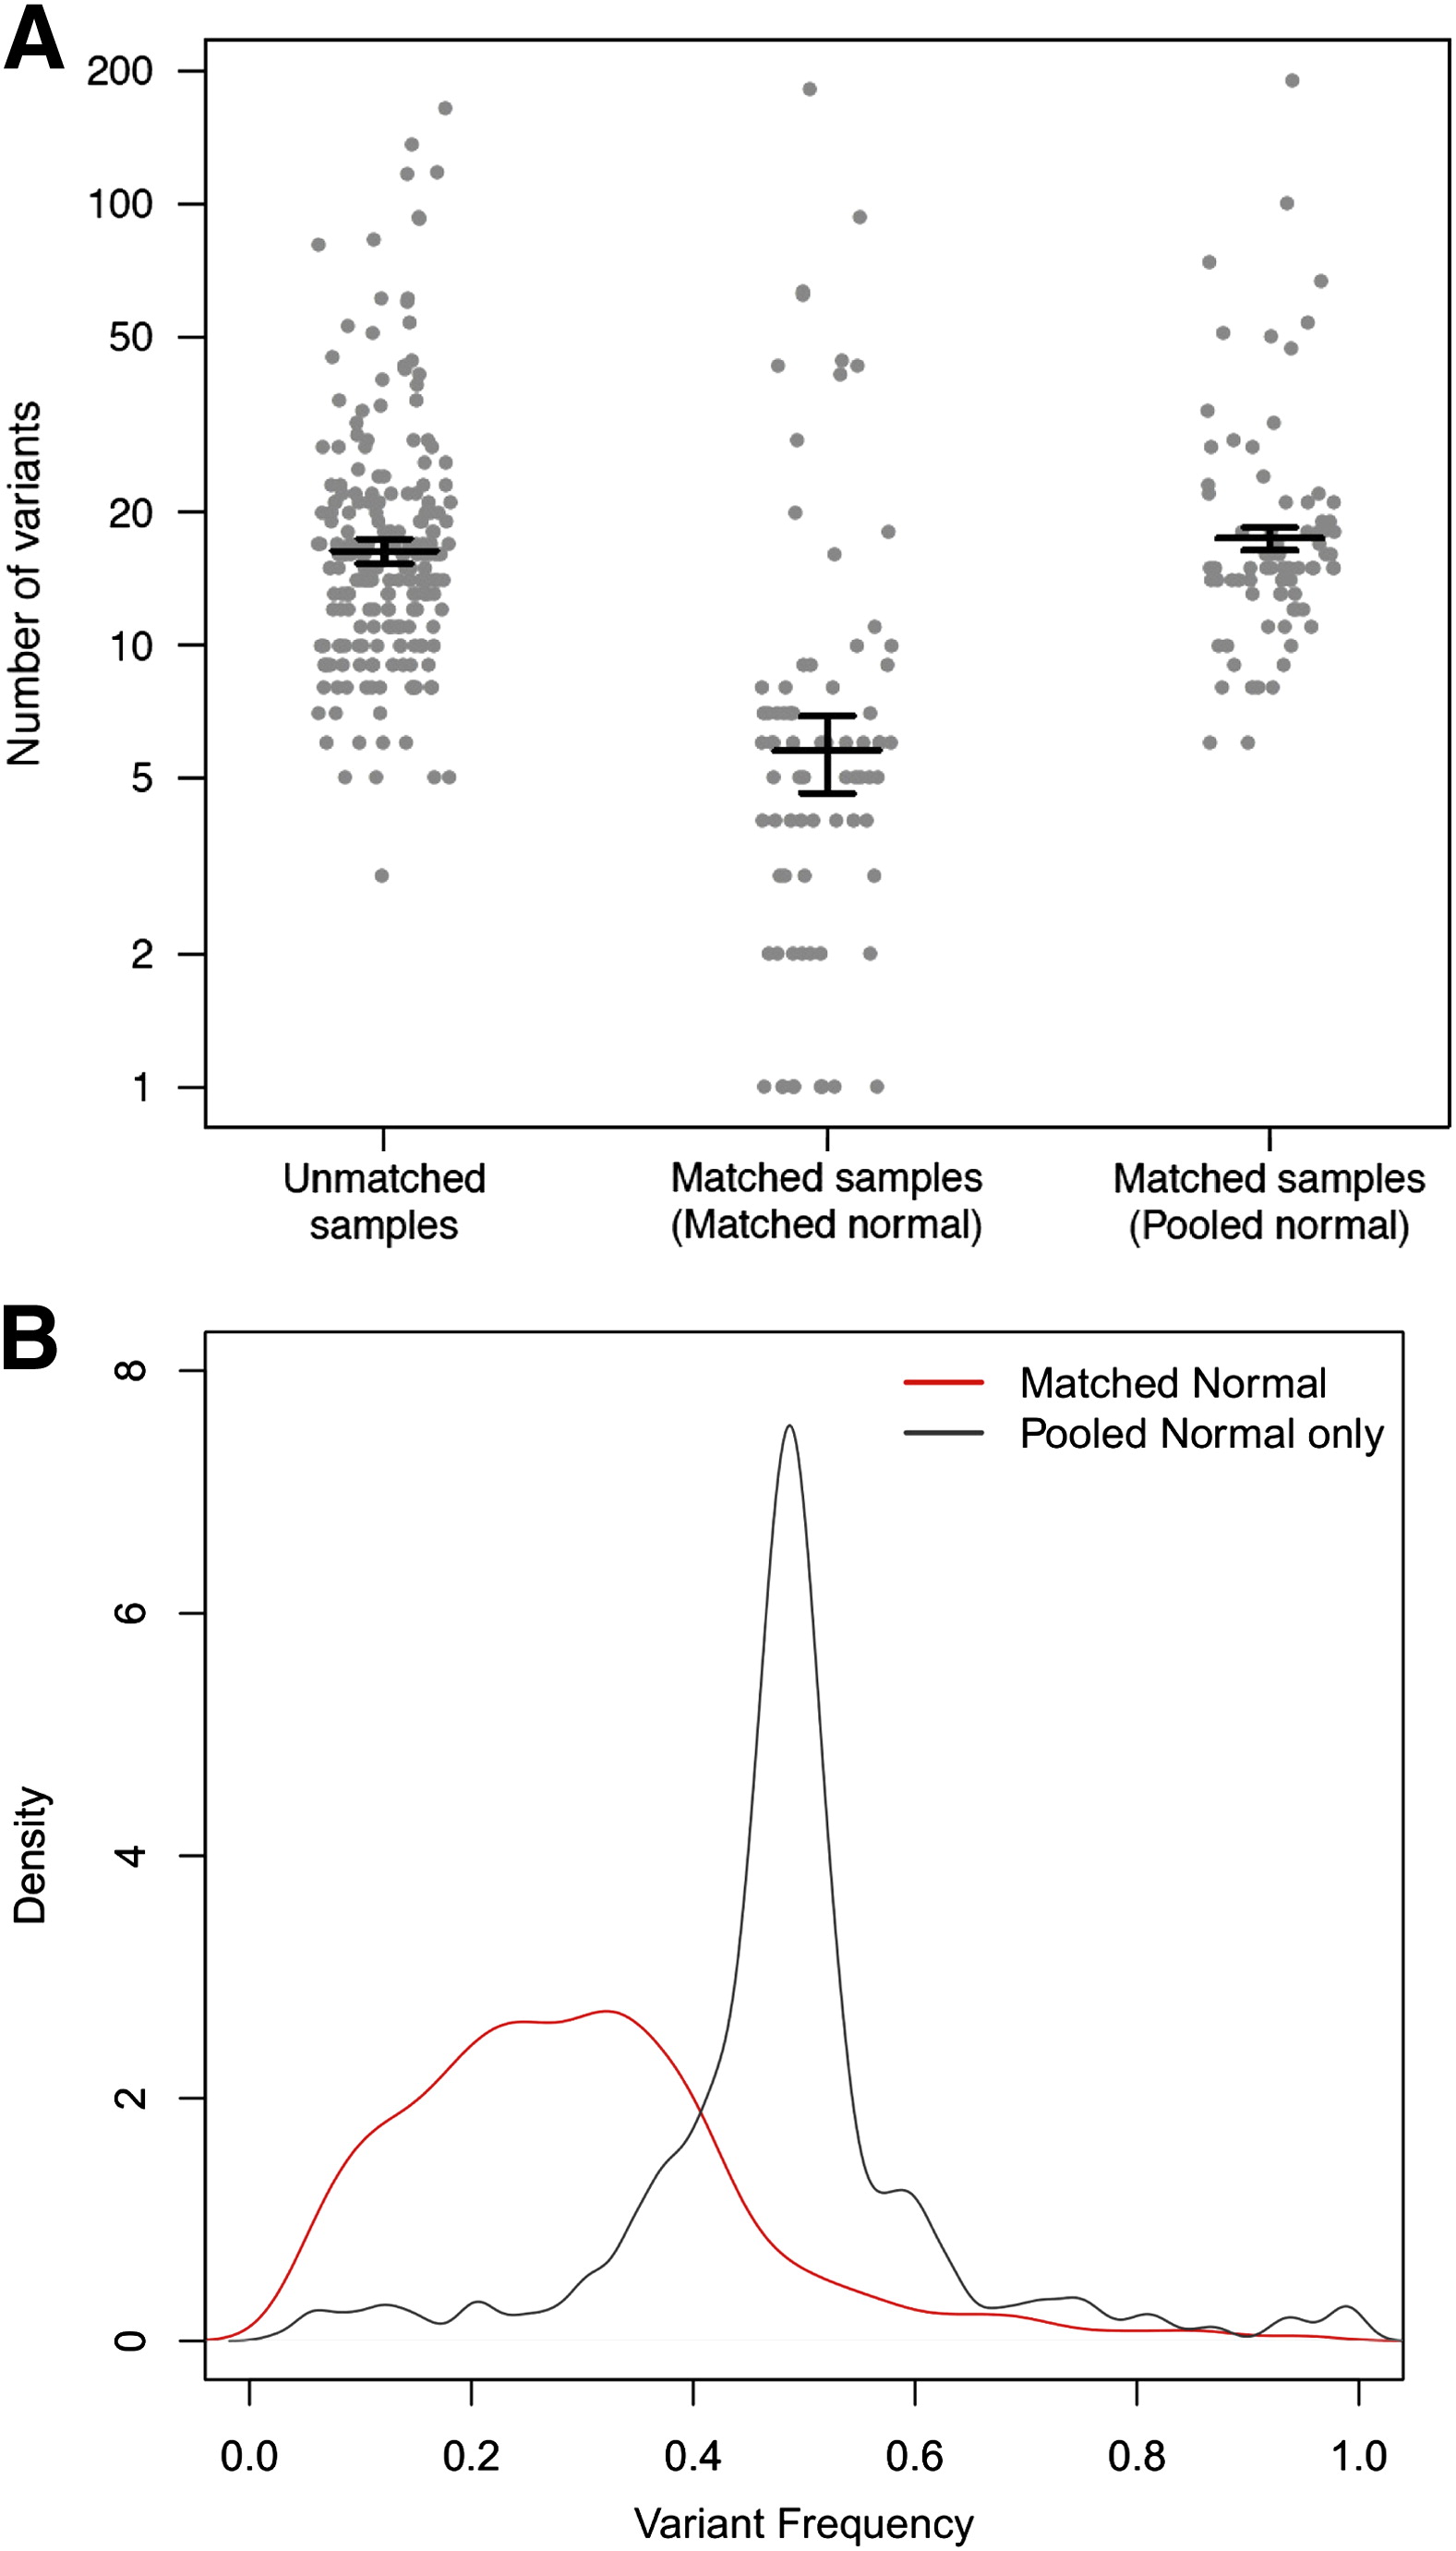 A
200
100
50
20
10
5
2
1
Number of variants
Unmatched
samples
Matched samples
(Matched normal)
Matched samples
(Pooled normal)
B
8
6
4
2
0
Density
Matched Normal
Pooled Normal only
0.0 0.2 0.4 0.6 0.8 1.0
Variant Frequency